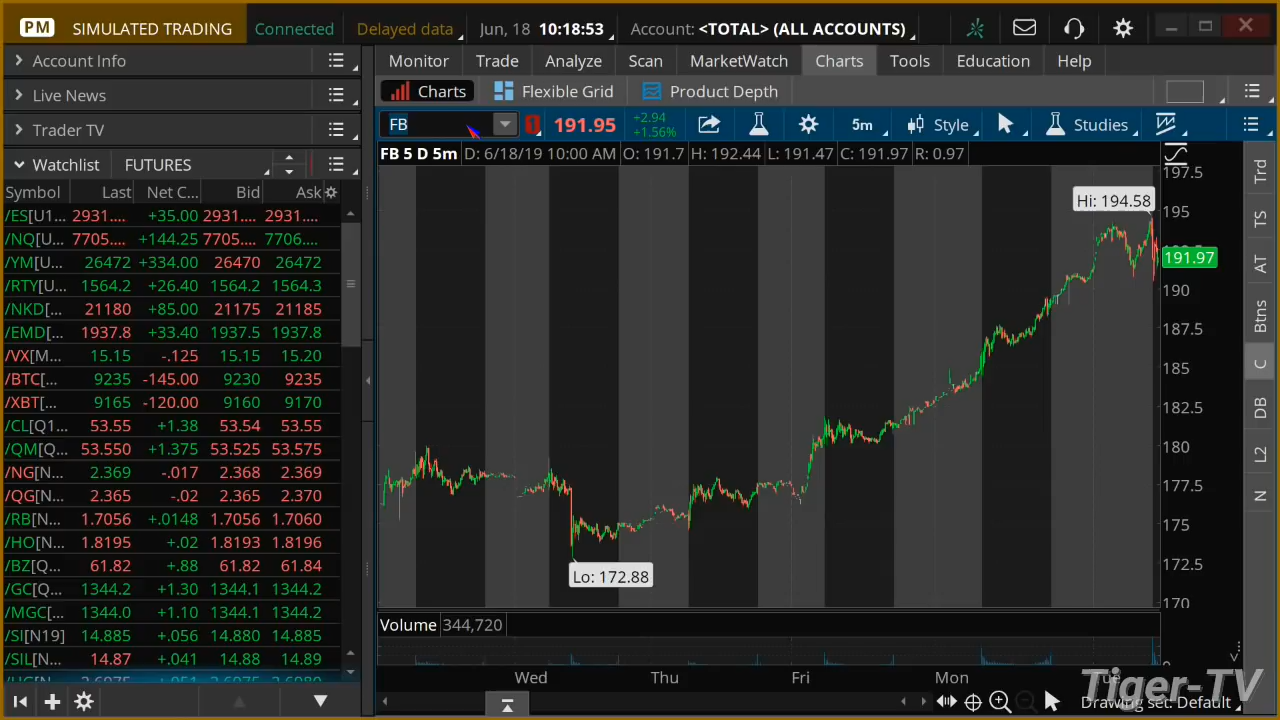 PM SIMULATED TRADING Connected Delayed data Jun, 18 10:18:53 Account: <TOTAL> (ALL ACCOUNTS)
Account Info
Live News
Trader TV
Watchlist FUTURES
Symbol Last Net C... Bid Ask
/ES[U1... 2931.... +35.00 2931.... 2931....
/NQ[U... 7705.... +144.25 7705.... 7706....
/YM[U... 26472 +334.00 26470 26472
/RTY[U... 1564.2 +26.40 1564.2 1564.3
/NKD[... 21180 +85.00 21175 21185
/EMD[... 1937.8 +33.40 1937.5 1937.8
/VX[M... 15.15 -.125 15.15 15.20
/BTC[... 9235 -145.00 9230 9235
/XBT[... 9165 -120.00 9160 9170
/CL[Q1... 53.55 +1.38 53.54 53.55
/QM[Q... 53.550 +1.375 53.525 53.575
/NG[N... 2.369 -.017 2.368 2.369
/QG[N... 2.365 -.02 2.365 2.370
/RB[N... 1.7056 +.0148 1.7056 1.7060
/HO[N... 1.8195 +.02 1.8193 1.8196
/BZ[Q... 61.82 +.88 61.82 61.84
/GC[Q... 1344.2 +1.30 1344.1 1344.2
/MGC[... 1344.0 +1.10 1344.1 1344.2
/SI[N19] 14.885 +.056 14.880 14.885
/SIL[N... 14.87 +.041 14.88 14.89
Monitor Trade Analyze Scan MarketWatch Charts Tools Education Help
Charts Flexible Grid Product Depth
FB 1 191.95 +2.94 +1.56% 5m Style Studies
FB 5 D 5m D: 6/18/19 10:00 AM O: 191.7 H: 192.44 L: 191.47 C: 191.97 R: 0.97
197.5
Hi: 194.58 195
191.97
190
187.5
185
182.5
180
177.5
175
172.5
Lo: 172.88
170
Volume 344,720
Wed Thu Fri Mon Tue
Drawing set: Default
Trd
TS
AT
Btns
C
DB
L2
N
Tiger-TV